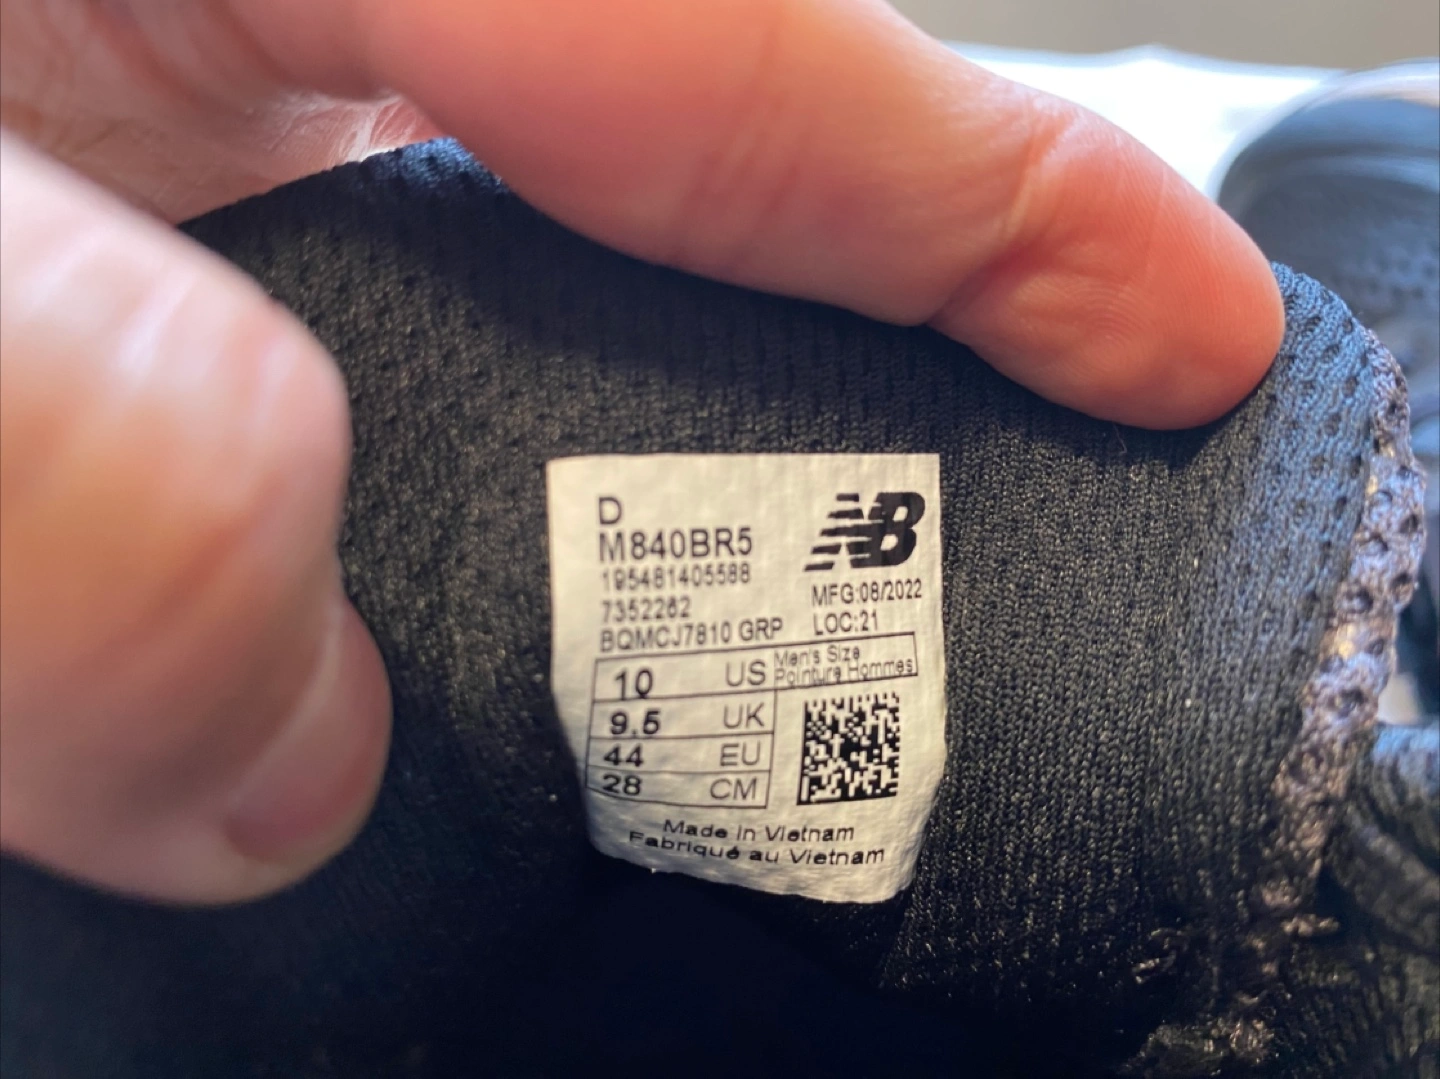 D
M840BR5
195481405588
7352262
BQMCJ7810 GRP
NB
MFG:08/2022
LOC:21
10 US Men's Size
Pointure Hommes
9.5 UK
44 EU
28 CM
Made in Vietnam
Fabriqué au Vietnam